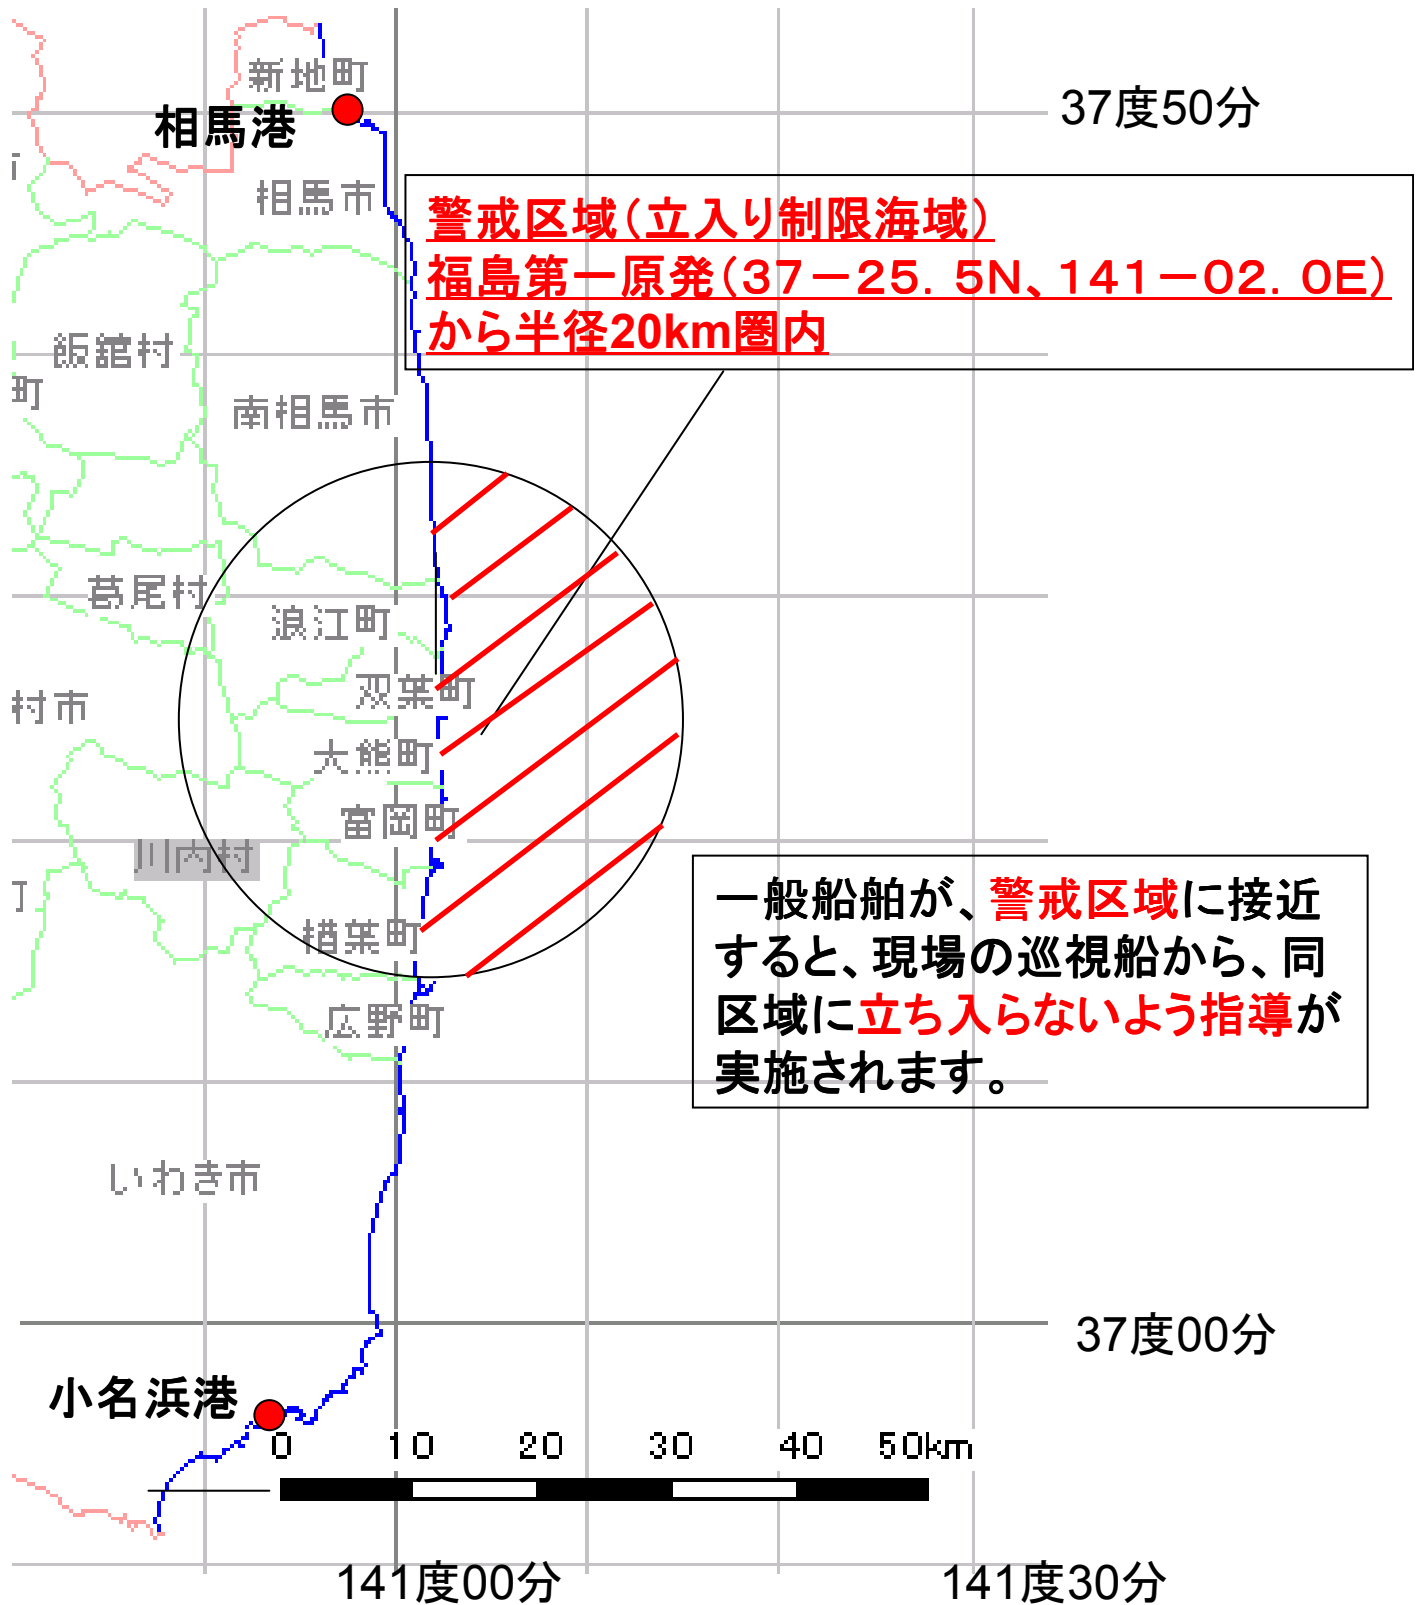 新地町
37度50分
相馬港
相馬市
警戒区域（立入り制限海域）
福島第一原発（37－25．5N、141－02．0E）
から半径20km圏内
飯舘村
町
南相馬市
葛尾村
浪江町
双葉町
村市
大熊町
富岡町
川内村
一般船舶が、警戒区域に接近
すると、現場の巡視船から、同
区域に立ち入らないよう指導が
実施されます。
楢葉町
広野町
いわき市
37度00分
小名浜港
0 10 20 30 40 50km
141度00分 141度30分